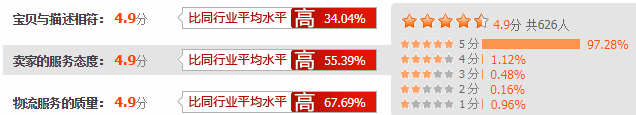 宝贝与描述相符： 4.9分 比同行业平均水平 高 34.04%
卖家的服务态度： 4.9分 比同行业平均水平 高 55.39%
物流服务的质量： 4.9分 比同行业平均水平 高 67.69%
4.9分 共626人
5 分 97.28%
4 分 1.12%
3 分 0.48%
2 分 0.16%
1 分 0.96%